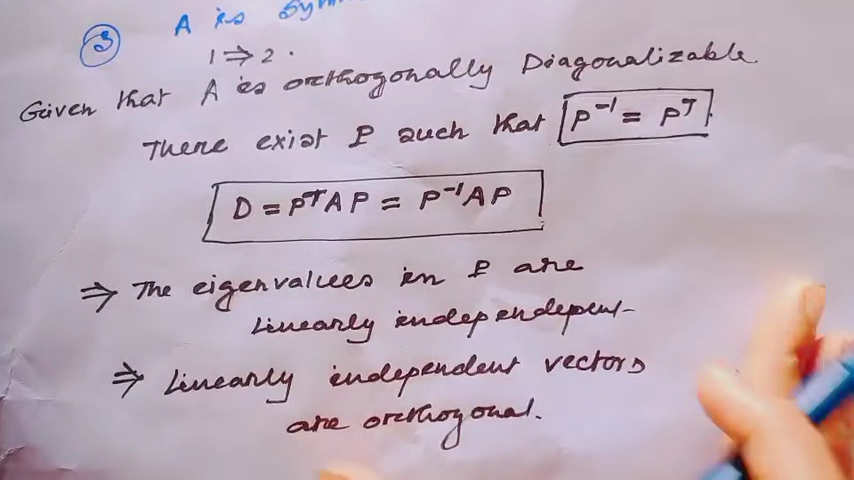 ③ A is Sym
1 ⇒ 2.
Given that A is orthogonally Diagonalizable.
There exist P such that P⁻¹ = Pᵀ.
D = PᵀAP = P⁻¹AP
⇒ The eigenvalues in P are
linearly independepent
⇒ Linearly independent vectors
are orthogonal.